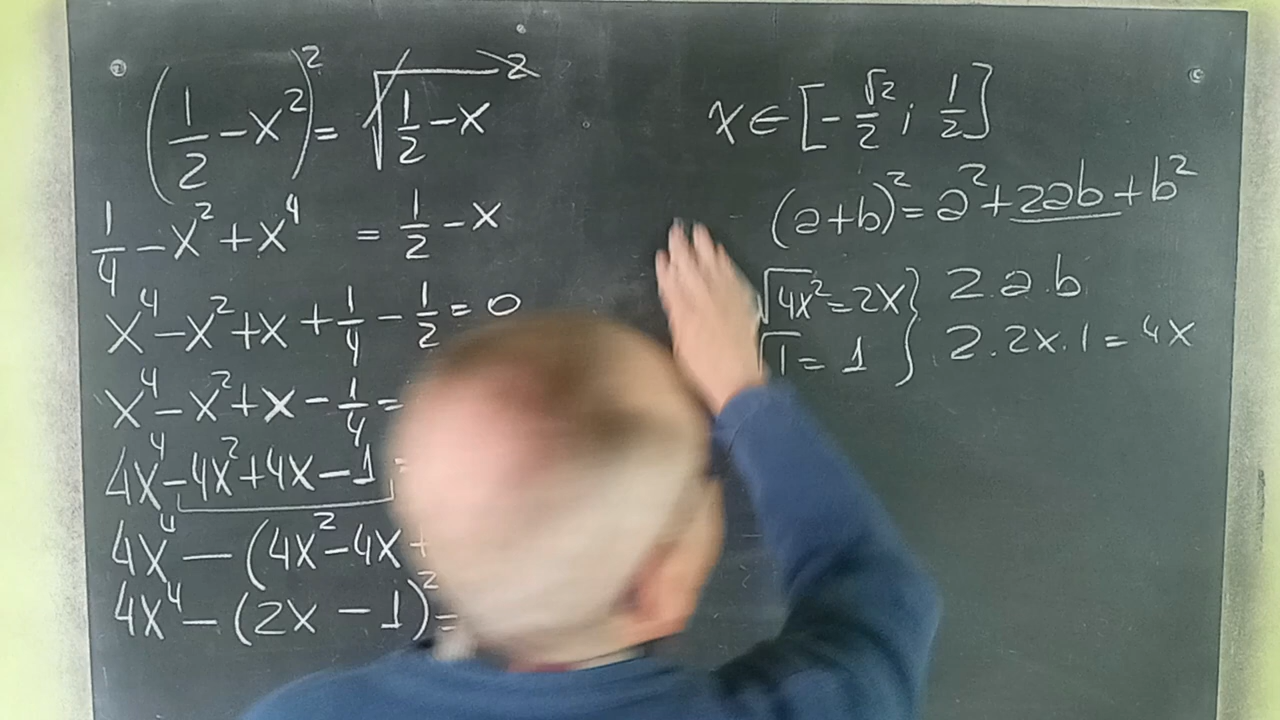 (1/2 - x²)² = √(1/2 - x)²
1/4 - x² + x⁴ = 1/2 - x
x⁴ - x² + x + 1/4 - 1/2 = 0
x⁴ - x² + x - 1/4 =
4x⁴ - 4x² + 4x - 1 =
4x⁴ - (4x² - 4x +
4x⁴ - (2x - 1)² =
x ∈ [-√2/2; 1/2]
(a+b)² = a² + 2ab + b²
√4x² = 2x } 2·a·b
√1 = 1 } 2·2x·1 = 4x